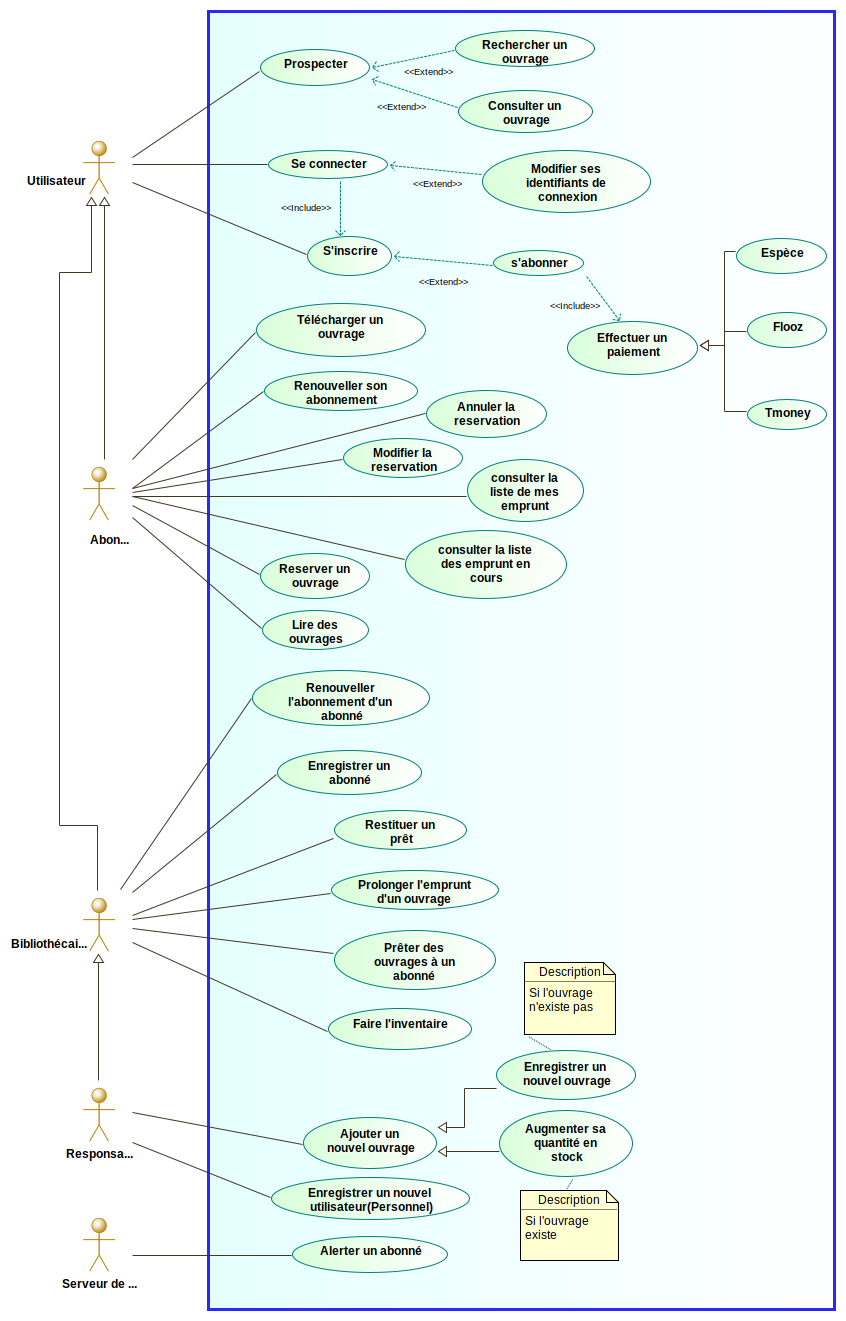 Prospecter
Rechercher un
ouvrage
<<Extend>>
<<Extend>>
Consulter un
ouvrage
Utilisateur
Se connecter
<<Extend>>
Modifier ses
identifiants de
connexion
<<Include>>
S'inscrire
<<Extend>>
s'abonner
<<Include>>
Effectuer un
paiement
Espèce
Flooz
Tmoney
Télécharger un
ouvrage
Renouveller son
abonnement
Annuler la
reservation
Modifier la
reservation
consulter la
liste de mes
emprunt
Abon...
consulter la liste
des emprunt en
cours
Reserver un
ouvrage
Lire des
ouvrages
Renouveller
l'abonnement d'un
abonné
Enregistrer un
abonné
Restituer un
prêt
Prolonger l'emprunt
d'un ouvrage
Bibliothécai...
Prêter des
ouvrages à un
abonné
Faire l'inventaire
Description
Si l'ouvrage
n'existe pas
Enregistrer un
nouvel ouvrage
Responsa...
Ajouter un
nouvel ouvrage
Augmenter sa
quantité en
stock
Enregistrer un nouvel
utilisateur(Personnel)
Description
Si l'ouvrage
existe
Serveur de ...
Alerter un abonné